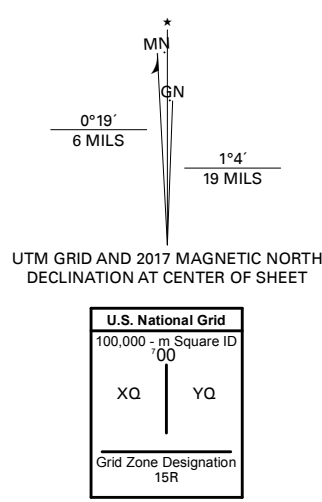 ★
MN
GN
0°19´
6 MILS
1°4´
19 MILS
UTM GRID AND 2017 MAGNETIC NORTH
DECLINATION AT CENTER OF SHEET
U.S. National Grid
100,000 - m Square ID
⁷00
XQ YQ
Grid Zone Designation
15R